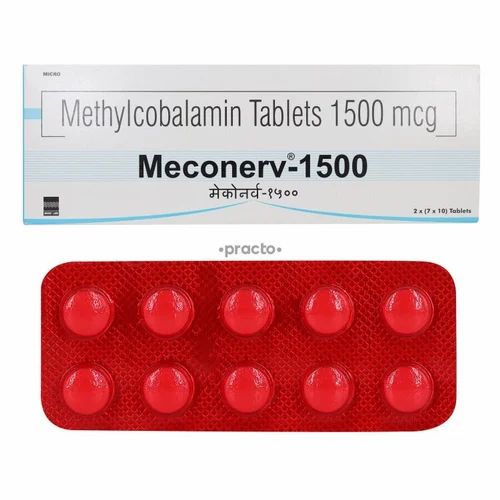 MICRO
Methylcobalamin Tablets 1500 mcg
Meconerv®-1500
मेकोनर्व-१५००
2 x (7 x 10) Tablets
•practo•